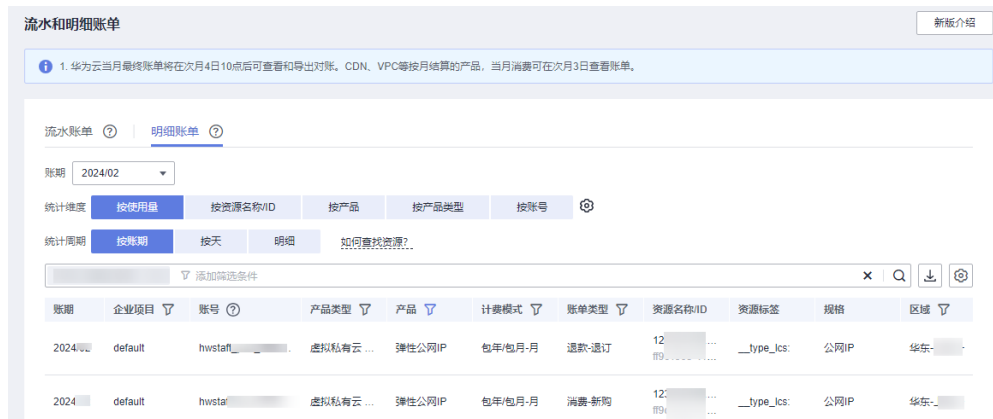 流水和明细账单
新版介绍
1. 华为云当月最终账单将在次月4日10点后可查看和导出对账。CDN、VPC等按月结算的产品，当月消费可在次月3日查看账单。
流水账单 明细账单
账期 2024/02
统计维度 按使用量 按资源名称/ID 按产品 按产品类型 按账号
统计周期 按账期 按天 明细 如何查找资源?
添加筛选条件
账期 企业项目 账号 产品类型 产品 计费模式 账单类型 资源名称/ID 资源标签 规格 区域
2024 default 虚拟私有云 ... 弹性公网IP 包年/包月-月 退款-退订 12 ... __type_lcs: 公网IP 华东-
2024 default 虚拟私有云 ... 弹性公网IP 包年/包月-月 消费-新购 ... __type_lcs: 公网IP 华东-